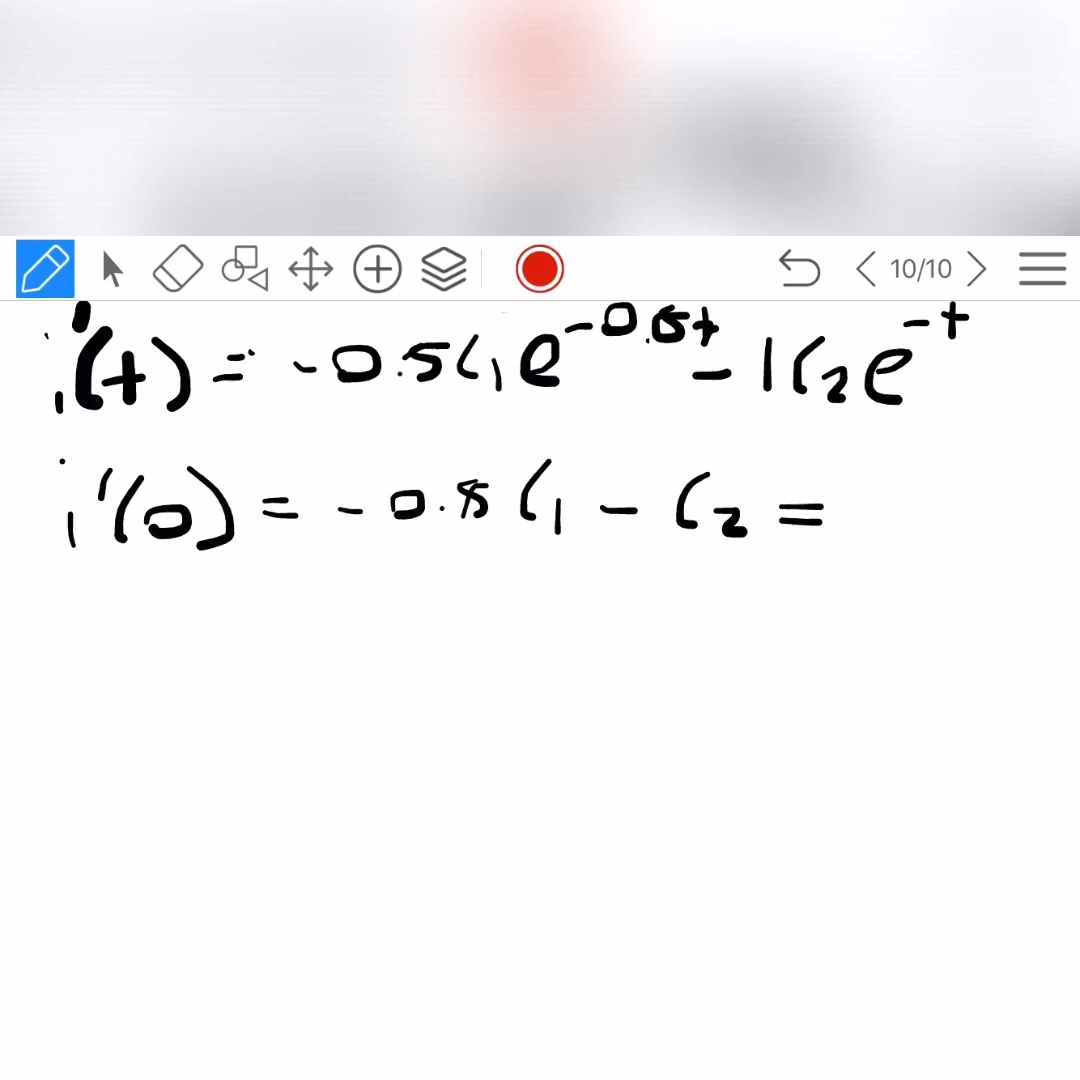 10/10
i'(t) = -0.5C₁e^-0.5t - 1C₂e^-t
i'(0) = -0.5C₁ - C₂ =